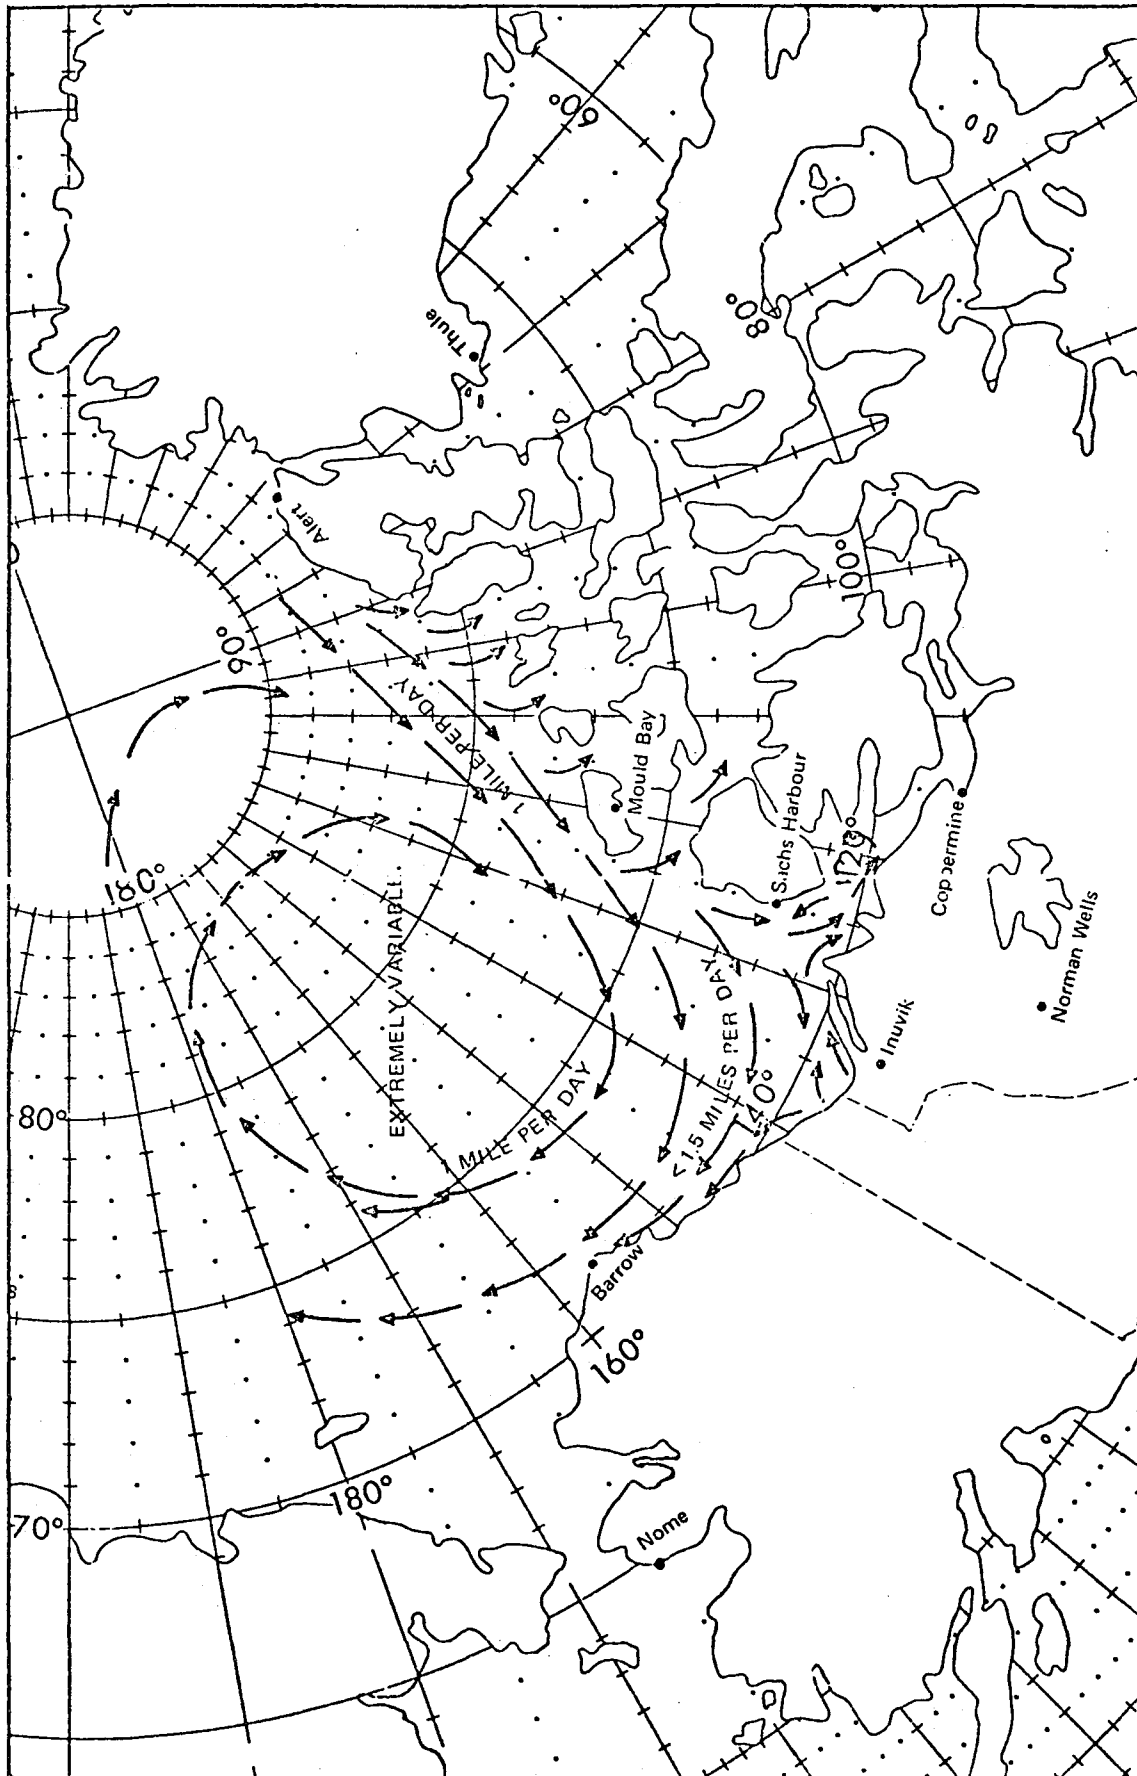 60°
Thule
80°
Alert
90°
100°
1 MILE PER DAY
Mould Bay
Sachs Harbour
180°
120°
Coppermine
EXTREMELY VARIABLE
Norman Wells
<1.5 MILES PER DAY
Inuvik
140°
80°
1 MILE PER DAY
Barrow
160°
180°
70°
Nome